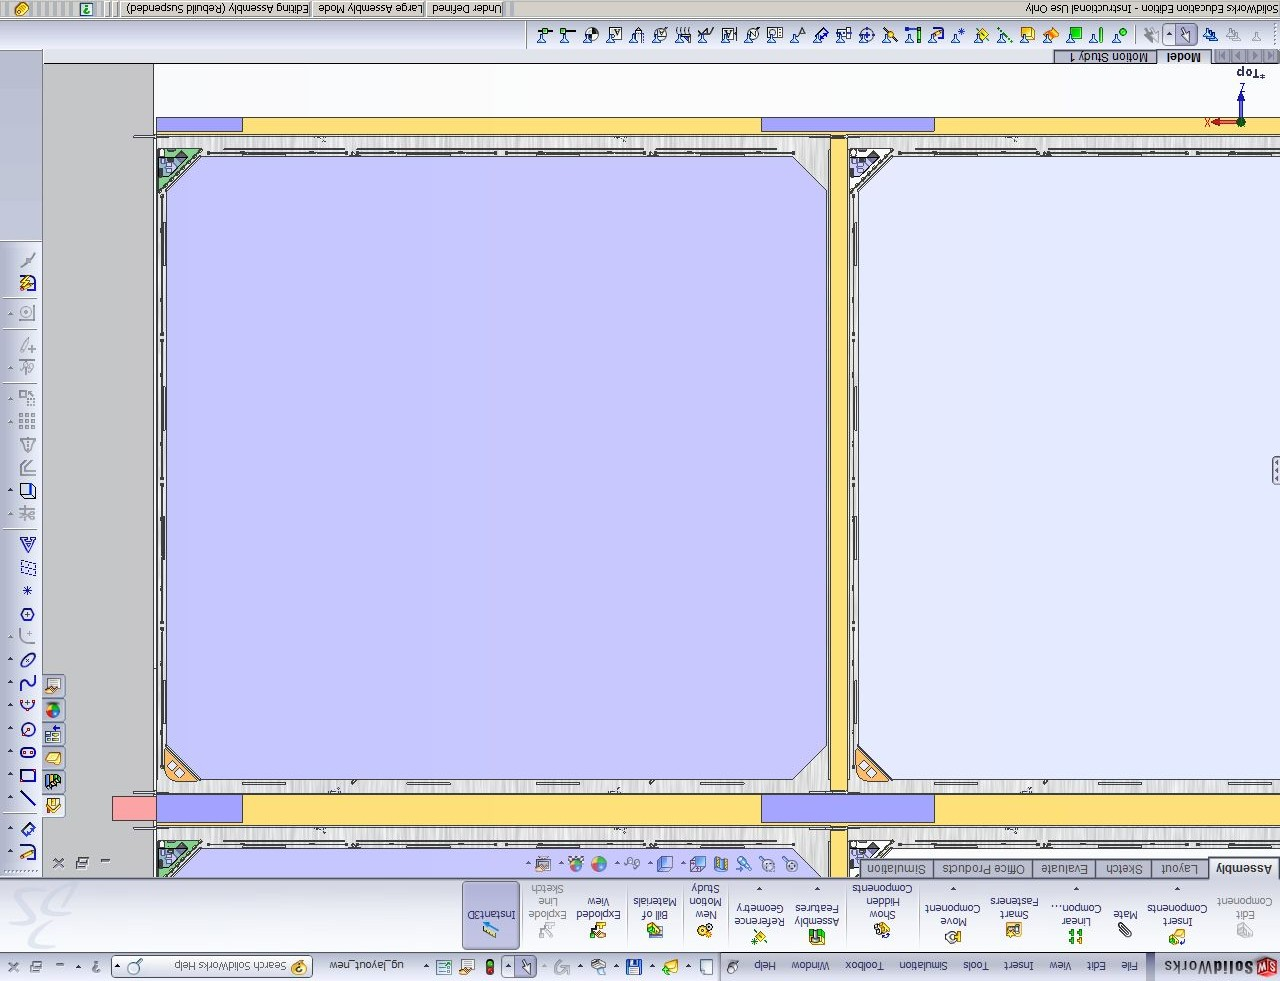 SolidWorks File Edit View Insert Tools Simulation Toolbox Window Help ug_layout_new Search SolidWorks Help
Edit Component
Insert Components
Mate
Linear Compon...
Smart Fasteners
Move Component
Show Hidden Components
Assembly Features
Reference Geometry
New Motion Study
Bill of Materials
Exploded View
Explode Line Sketch
Instant3D
Assembly Layout Sketch Evaluate Office Products Simulation
*Top
Z
X
Model Motion Study 1
SolidWorks Education Edition - Instructional Use Only Under Defined Large Assembly Mode Editing Assembly (Rebuild Suspended)